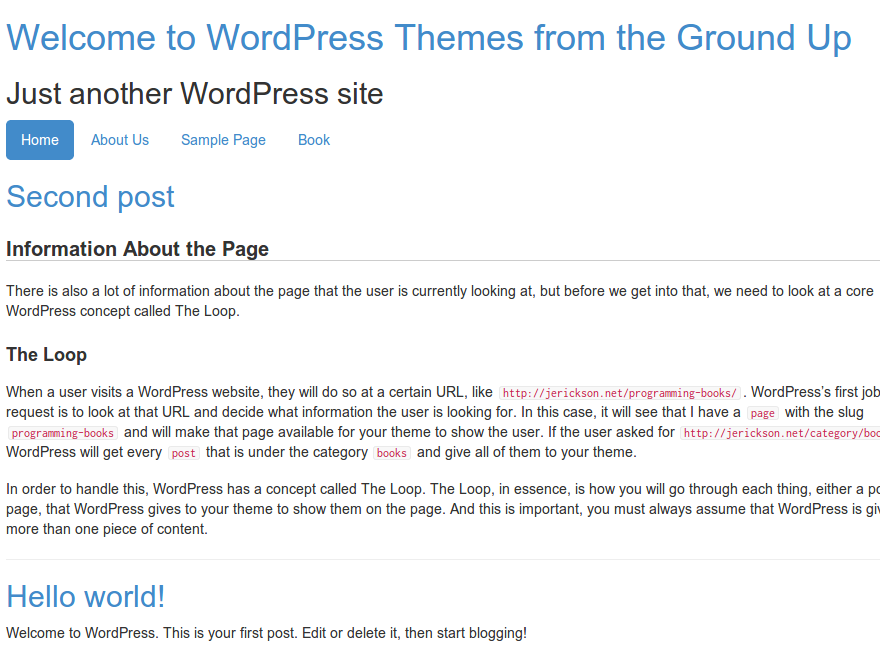 Welcome to WordPress Themes from the Ground Up
Just another WordPress site
Home About Us Sample Page Book
Second post
Information About the Page
There is also a lot of information about the page that the user is currently looking at, but before we get into that, we need to look at a core
WordPress concept called The Loop.
The Loop
When a user visits a WordPress website, they will do so at a certain URL, like http://jerickson.net/programming-books/ . WordPress’s first job
request is to look at that URL and decide what information the user is looking for. In this case, it will see that I have a page with the slug
programming-books and will make that page available for your theme to show the user. If the user asked for http://jerickson.net/category/boo
WordPress will get every post that is under the category books and give all of them to your theme.
In order to handle this, WordPress has a concept called The Loop. The Loop, in essence, is how you will go through each thing, either a po
page, that WordPress gives to your theme to show them on the page. And this is important, you must always assume that WordPress is giv
more than one piece of content.
Hello world!
Welcome to WordPress. This is your first post. Edit or delete it, then start blogging!